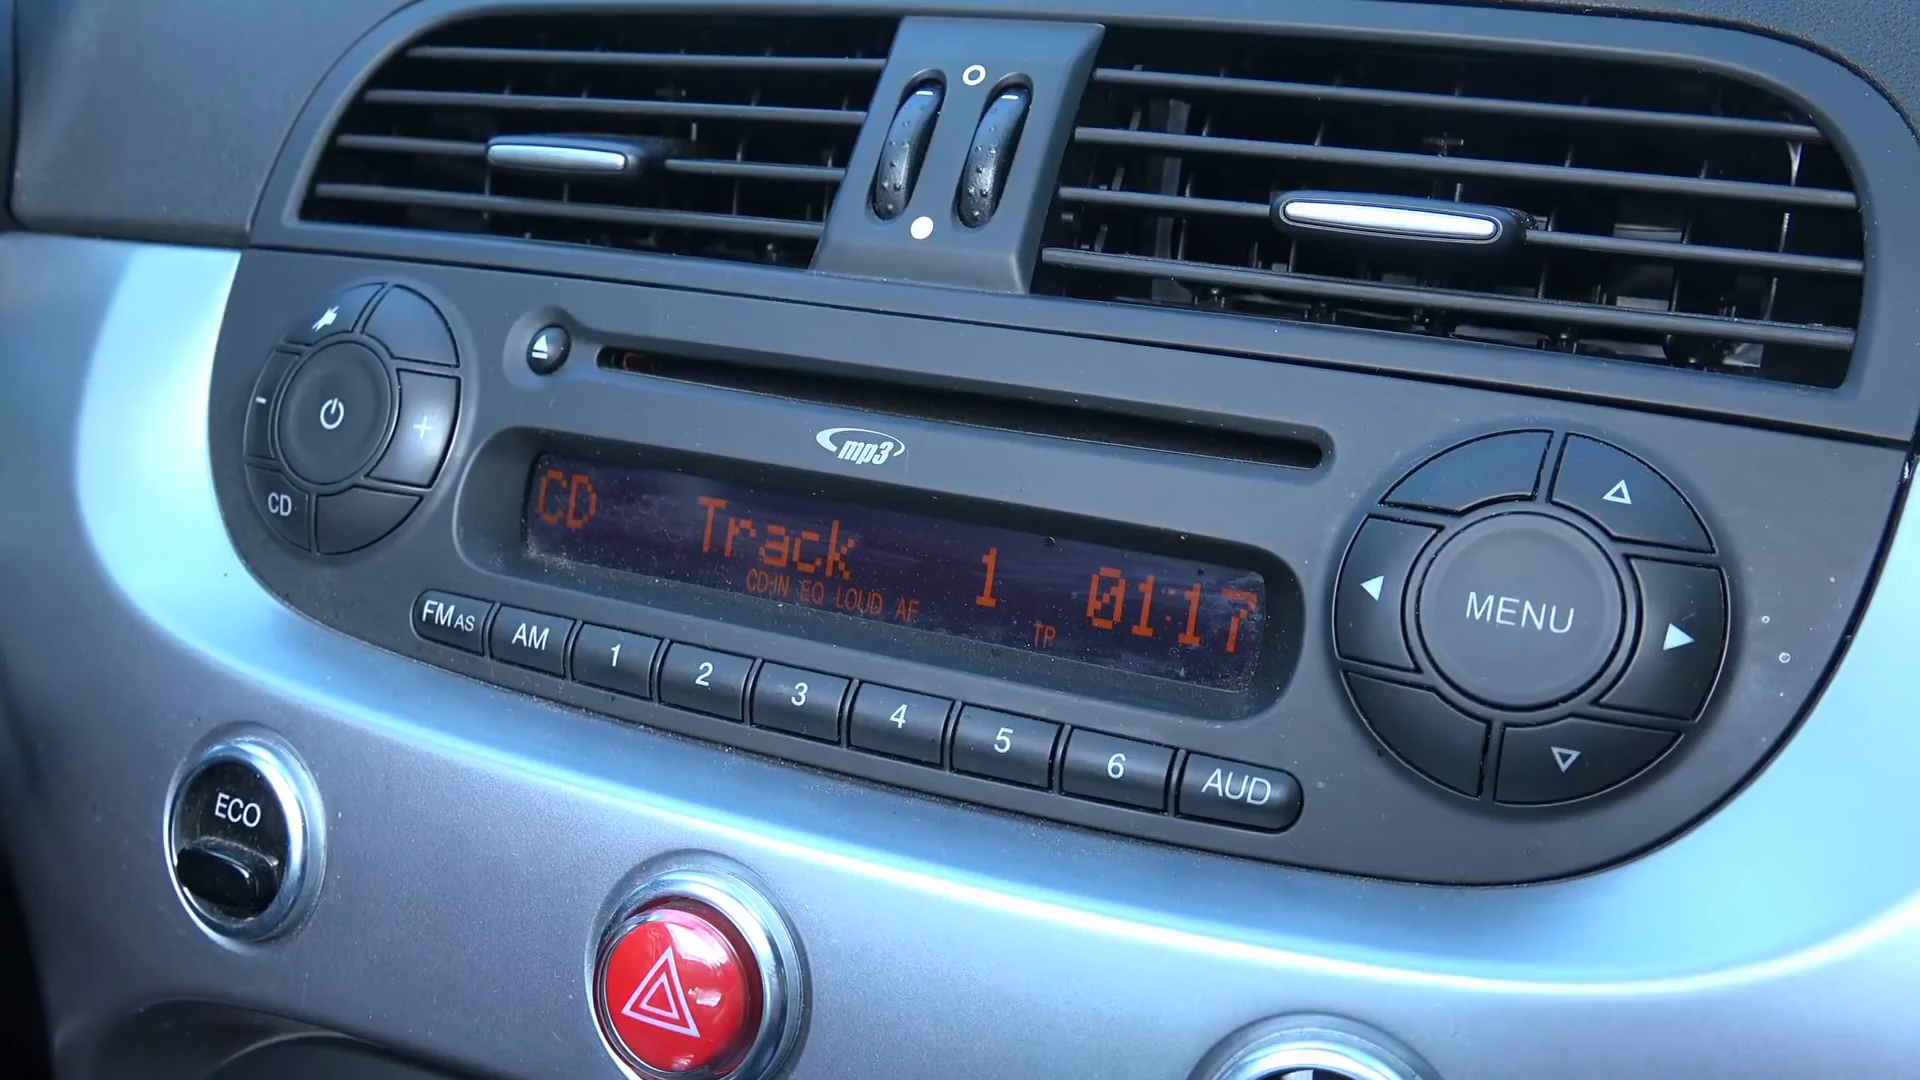 mp3
+
-
CD
CD Track 1 01:17
CD·IN EQ LOUD AF TP
FM AS AM 1 2 3 4 5 6 AUD
MENU
ECO